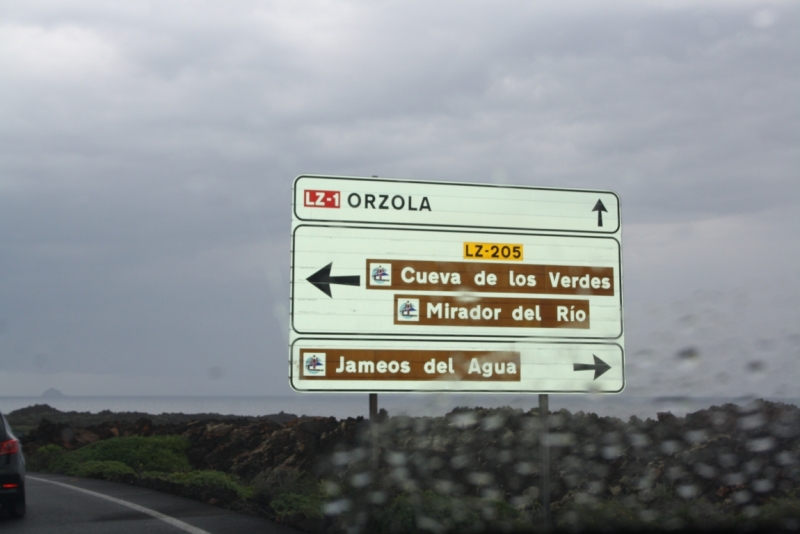 LZ-1 ORZOLA
LZ-205
Cueva de los Verdes
Mirador del Río
Jameos del Agua